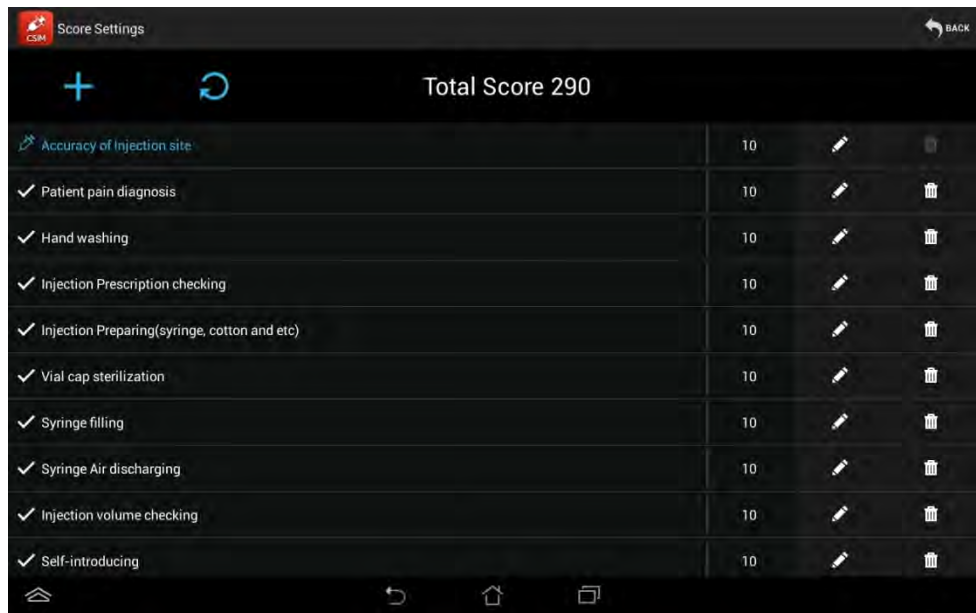 CSIM Score Settings BACK
Total Score 290
Accuracy of Injection site 10
Patient pain diagnosis 10
Hand washing 10
Injection Prescription checking 10
Injection Preparing(syringe, cotton and etc) 10
Vial cap sterilization 10
Syringe filling 10
Syringe Air discharging 10
Injection volume checking 10
Self-introducing 10